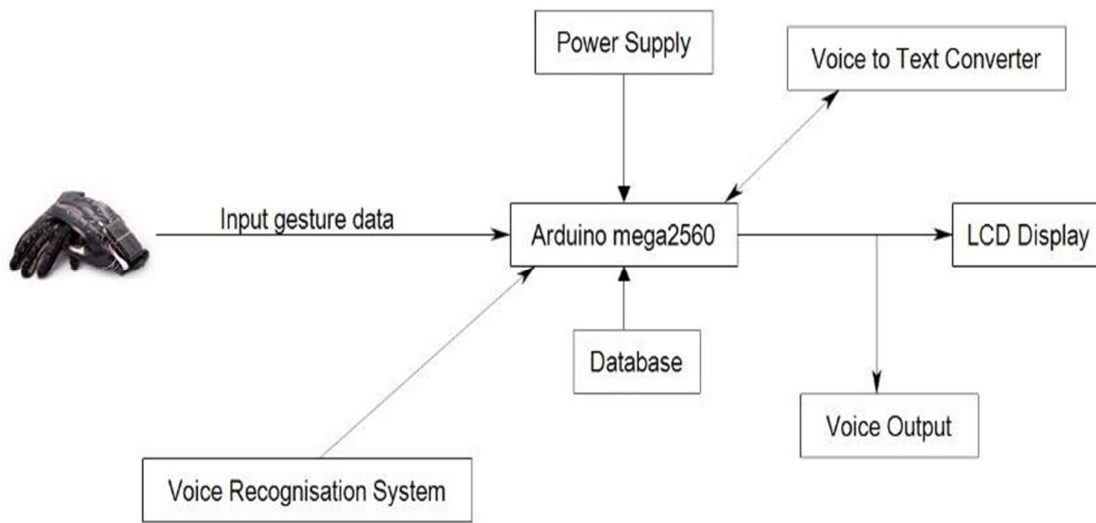 Power Supply
Voice to Text Converter
Input gesture data
Arduino mega2560
LCD Display
Database
Voice Output
Voice Recognisation System